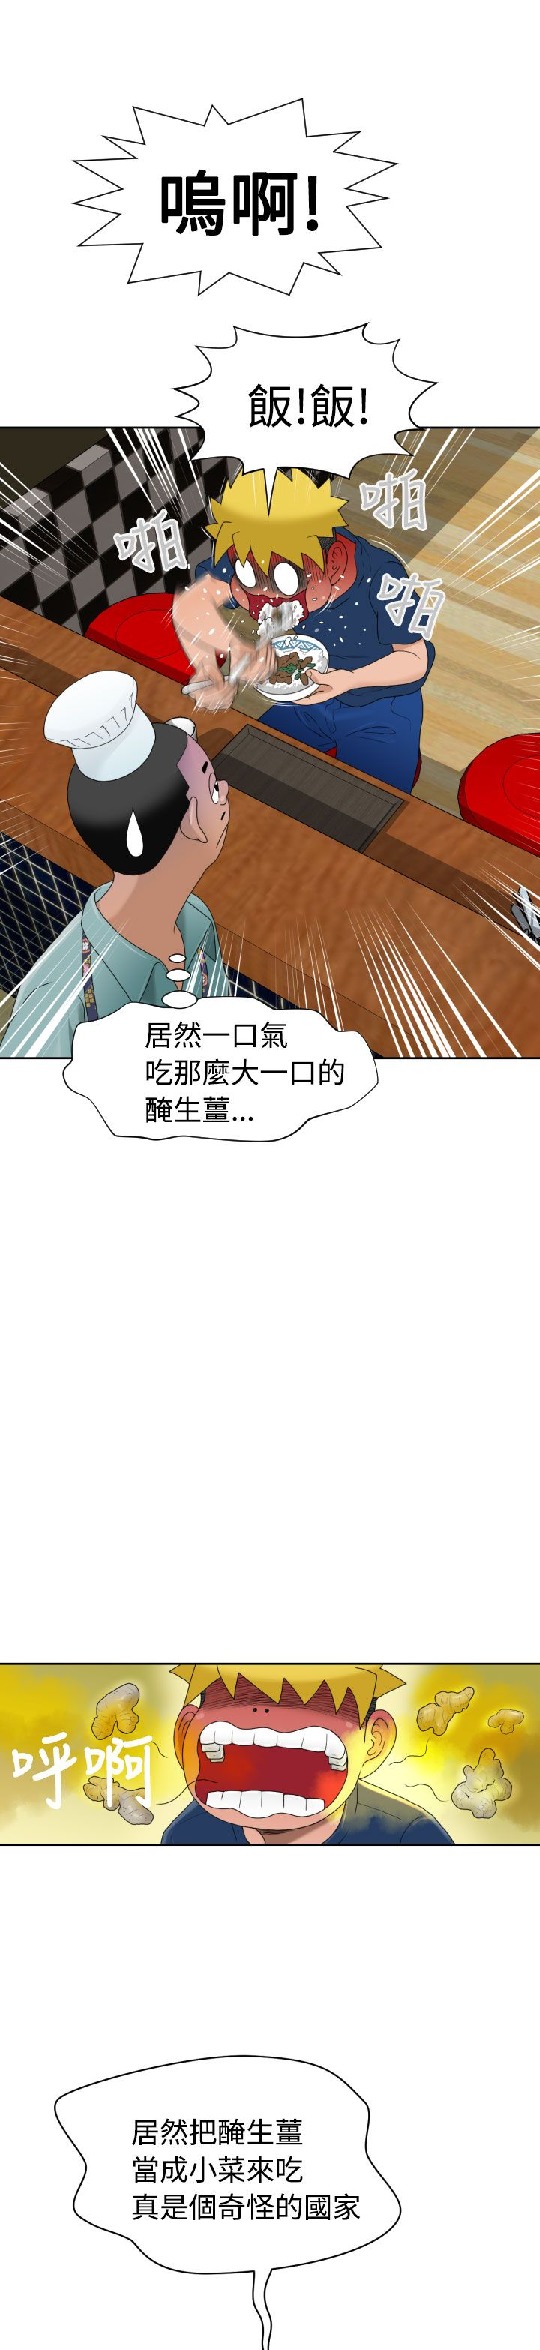 嗚啊!
飯!飯!
啪
啪
啪
居然一口氣
吃那麼大一口的
醃生薑...
呼啊
居然把醃生薑
當成小菜來吃
真是個奇怪的國家